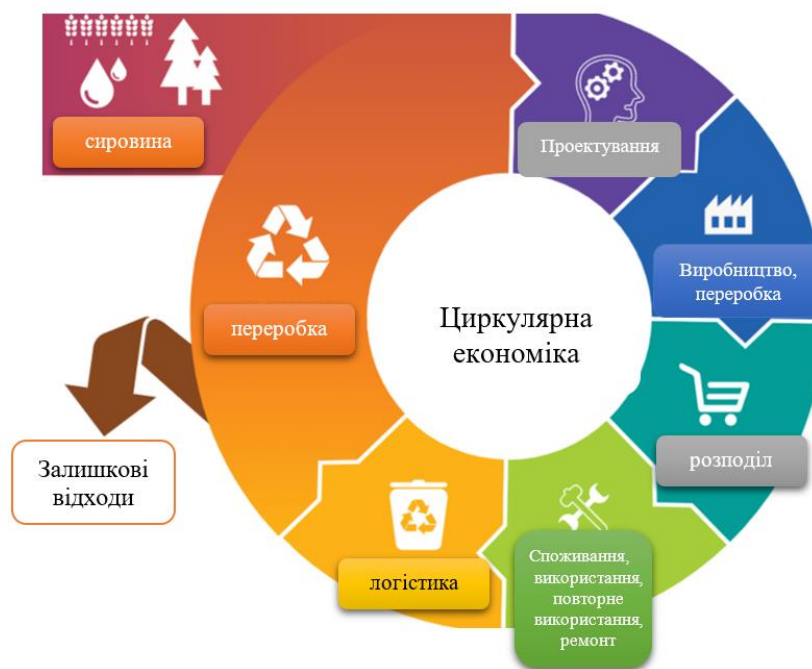 сировина
Проектування
Виробництво,
переробка
переробка
Циркулярна
економіка
розподіл
Залишкові
відходи
логістика
Споживання,
використання,
повторне
використання,
ремонт